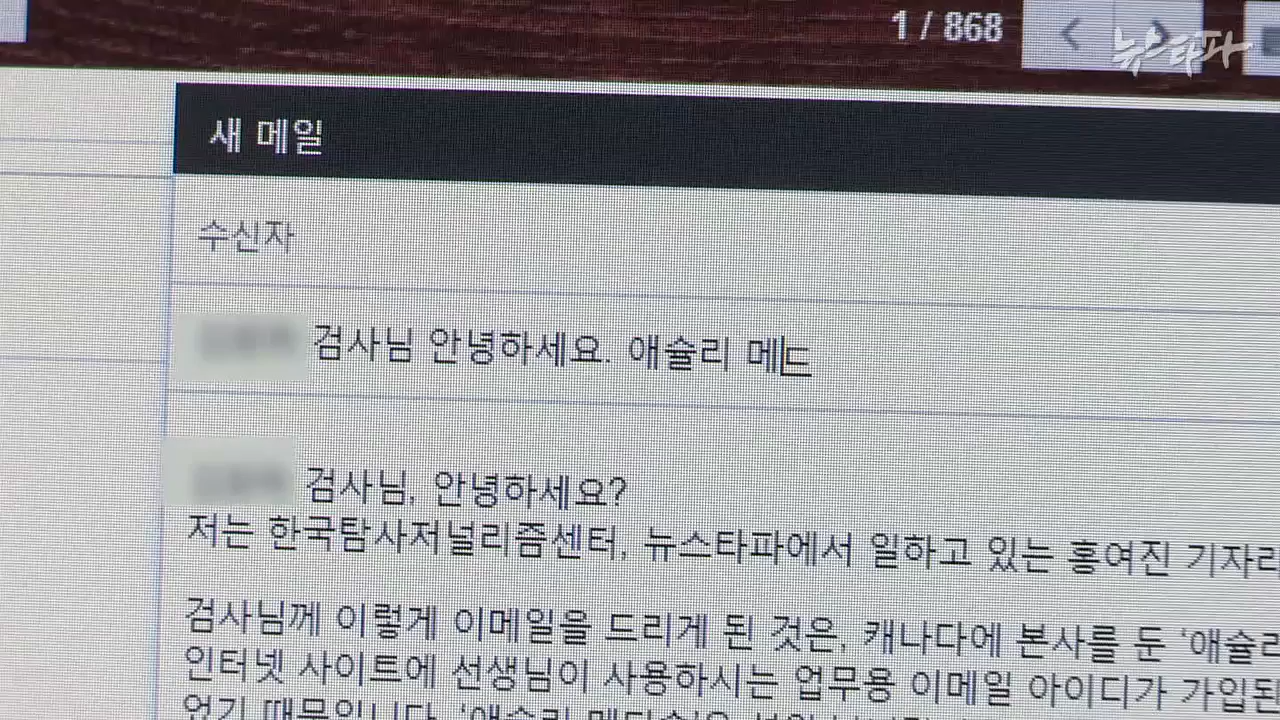 1 / 868
뉴스타파
새 메일
수신자
검사님 안녕하세요. 애슐리 메드
검사님, 안녕하세요?
저는 한국탐사저널리즘센터, 뉴스타파에서 일하고 있는 홍여진 기자라
검사님께 이렇게 이메일을 드리게 된 것은, 캐나다에 본사를 둔 '애슐리
인터넷 사이트에 선생님이 사용하시는 업무용 이메일 아이디가 가입된